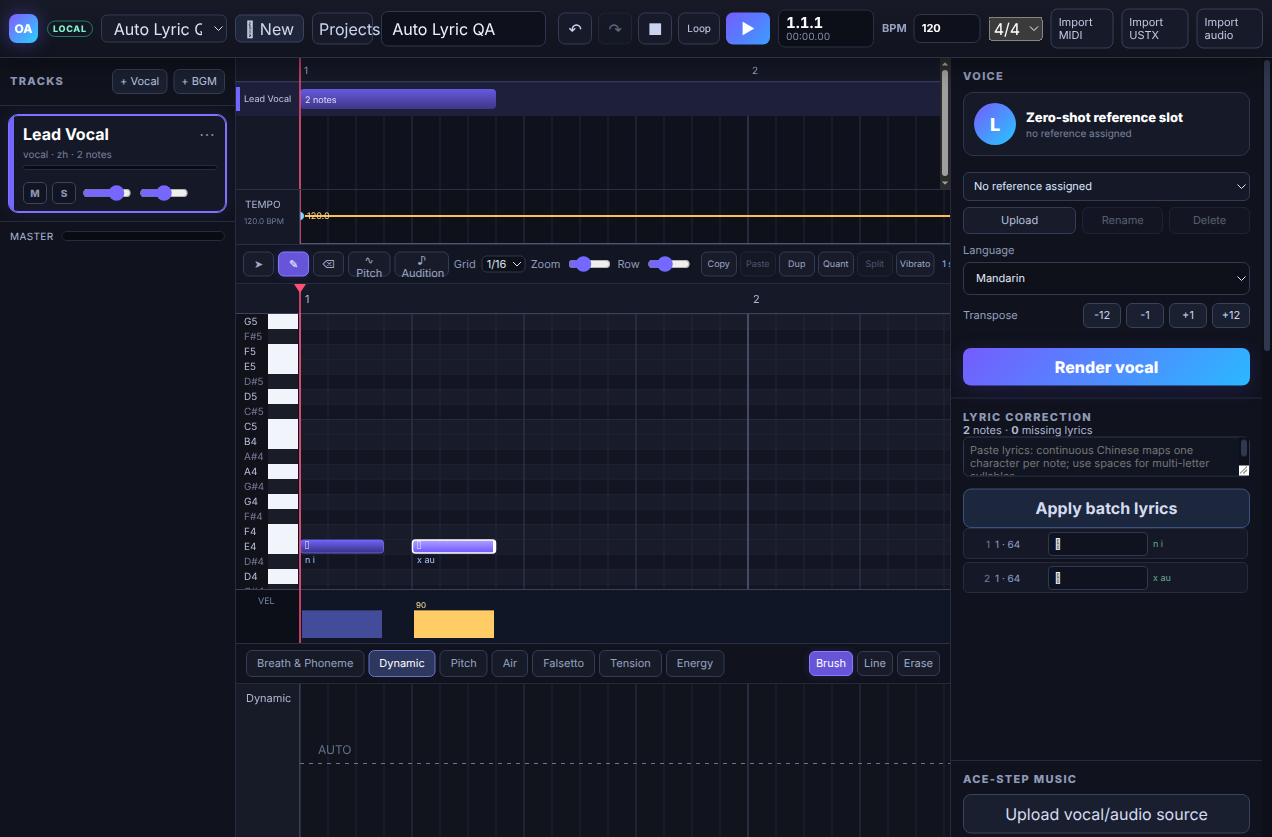 OA
LOCAL
Auto Lyric Q
New
Projects
Auto Lyric QA
Loop
1.1.1
00:00.00
BPM
120
4/4
Import MIDI
Import USTX
Import audio
TRACKS
+ Vocal
+ BGM
Lead Vocal
...
vocal · zh · 2 notes
M
S
MASTER
1
2
Lead Vocal
2 notes
TEMPO
120.0 BPM
120.0
Pitch
Audition
Grid
1/16
Zoom
Row
Copy
Paste
Dup
Quant
Split
Vibrato
1
2
G5
F#5
F5
E5
D#5
D5
C#5
C5
B4
A#4
A4
G#4
G4
F#4
F4
E4
D#4
D4
n i
x au
VEL
90
Breath & Phoneme
Dynamic
Pitch
Air
Falsetto
Tension
Energy
Brush
Line
Erase
Dynamic
AUTO
VOICE
L
Zero-shot reference slot
no reference assigned
No reference assigned
Upload
Rename
Delete
Language
Mandarin
Transpose
-12
-1
+1
+12
Render vocal
LYRIC CORRECTION
2 notes · 0 missing lyrics
Paste lyrics: continuous Chinese maps one
character per note; use spaces for multi-letter
Apply batch lyrics
1 1 · 64
n i
2 1 · 64
x au
ACE-STEP MUSIC
Upload vocal/audio source